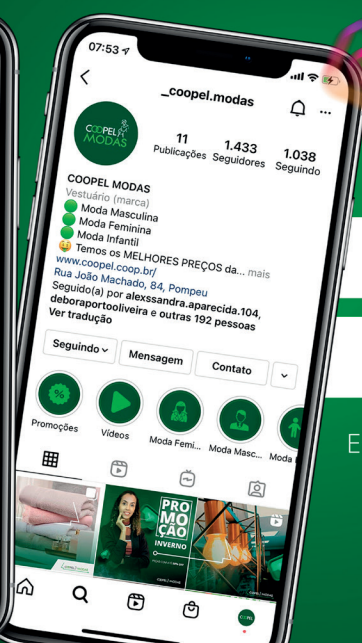 07:53
_coopel.modas
COOPEL
MODAS
11
Publicações
1.433
Seguidores
1.038
Seguindo
COOPEL MODAS
Vestuário (marca)
Moda Masculina
Moda Feminina
Moda Infantil
Temos os MELHORES PREÇOS da... mais
www.coopel.coop.br/
Rua João Machado, 84, Pompeu
Seguido(a) por alexssandra.aparecida.104,
deboraportooliveira e outras 192 pessoas
Ver tradução
Seguindo
Mensagem
Contato
%
Promoções
Vídeos
Moda Femi...
Moda Masc...
Moda
PRO
MO
ÇÃO
INVERNO
E